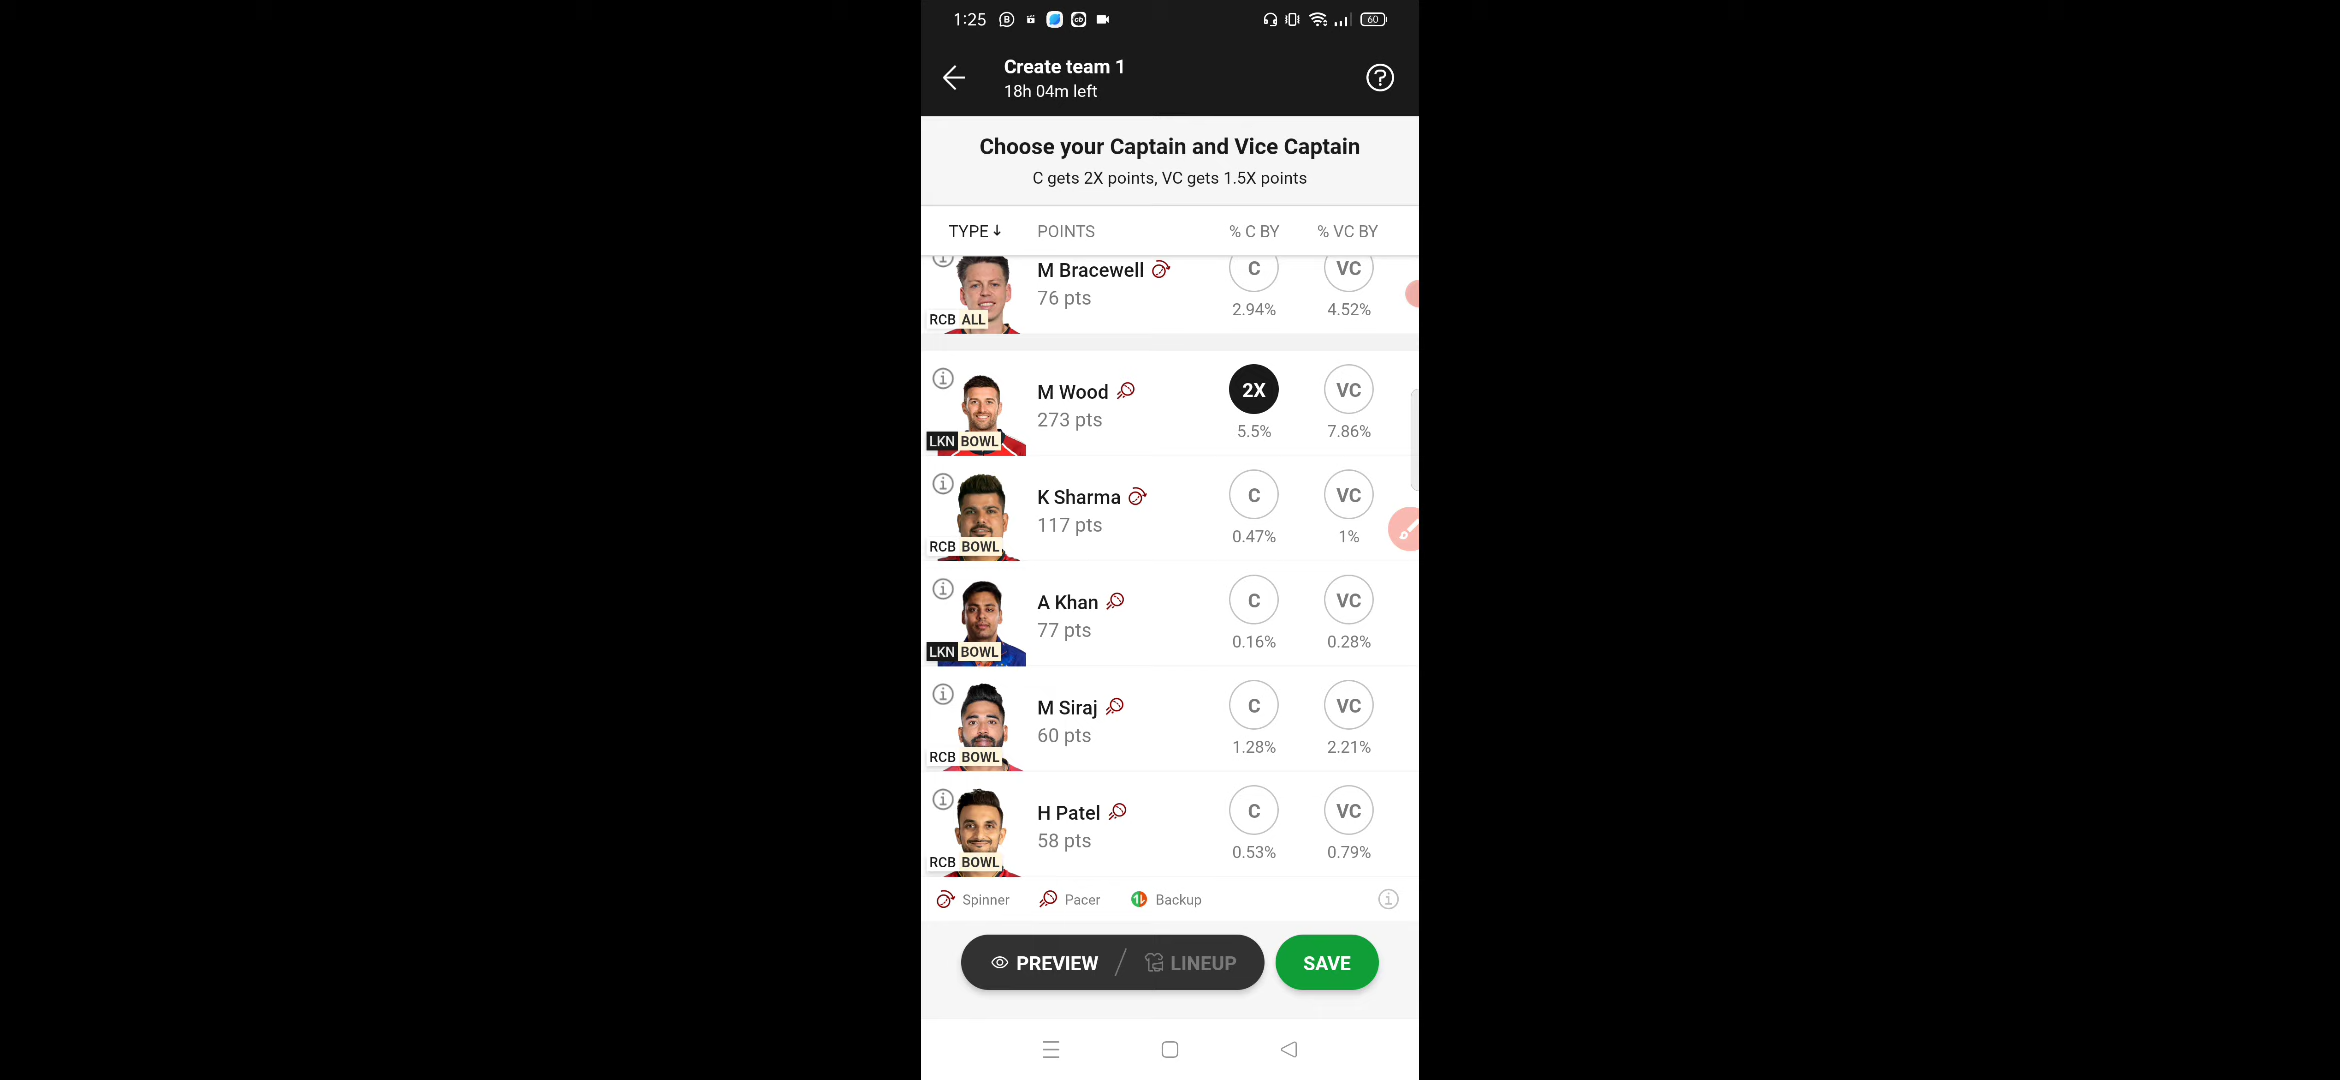 1:25
60
Create team 1
18h 04m left
Choose your Captain and Vice Captain
C gets 2X points, VC gets 1.5X points
TYPE↓ POINTS % C BY % VC BY
M Bracewell C VC
76 pts
RCB ALL 2.94% 4.52%
M Wood 2X VC
273 pts
LKN BOWL 5.5% 7.86%
K Sharma C VC
117 pts
RCB BOWL 0.47% 1%
A Khan C VC
77 pts
LKN BOWL 0.16% 0.28%
M Siraj C VC
60 pts
RCB BOWL 1.28% 2.21%
H Patel C VC
58 pts
RCB BOWL 0.53% 0.79%
Spinner Pacer Backup
PREVIEW / LINEUP SAVE